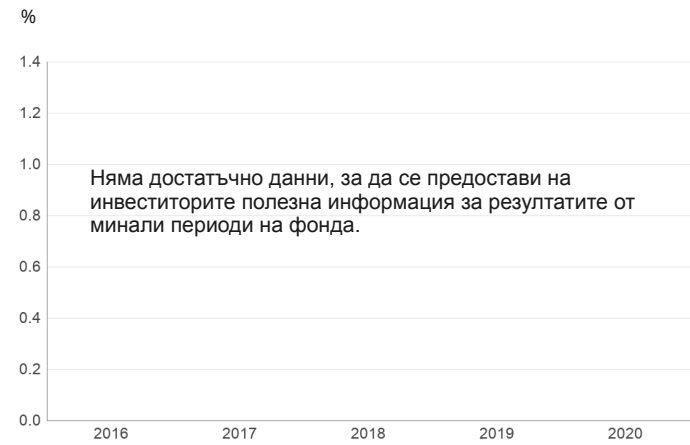 %
1.4
1.2
1.0
Няма достатъчно данни, за да се предостави на
инвеститорите полезна информация за резултатите от
0.8
минали периоди на фонда.
0.6
0.4
0.2
0.0
2016 2017 2018 2019 2020